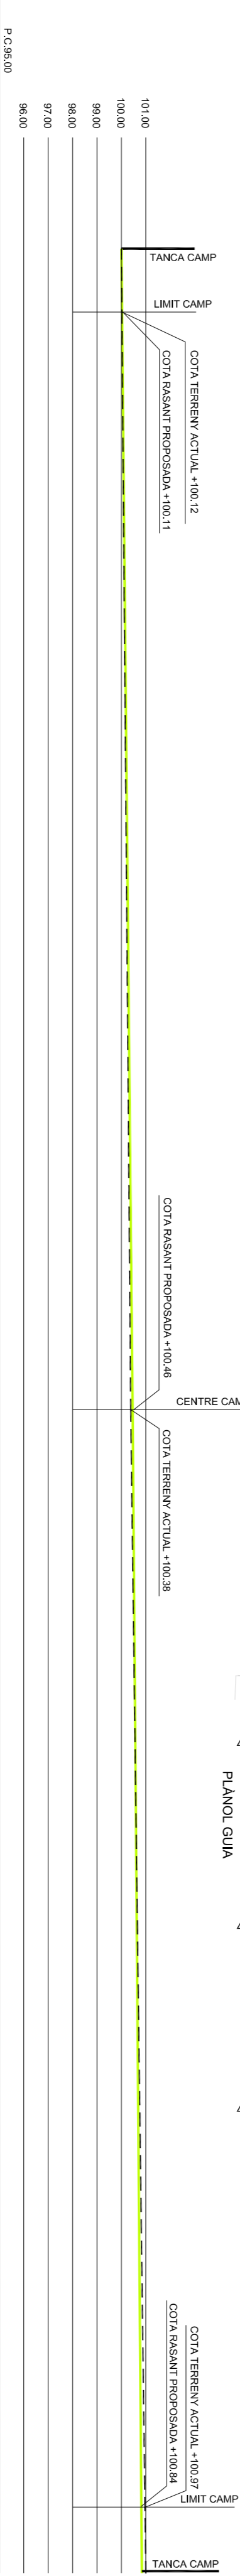 P.C.95.00
96.00
97.00
98.00
99.00
100.00
101.00
TANCA CAMP
LIMIT CAMP
COTA TERRENY ACTUAL +100.12
COTA RASANT PROPOSADA +100.11
COTA RASANT PROPOSADA +100.46
CENTRE CAM
COTA TERRENY ACTUAL +100.38
PLÀNOL GUIA
COTA TERRENY ACTUAL +100.97
COTA RASANT PROPOSADA +100.84
LIMIT CAMP
TANCA CAMP